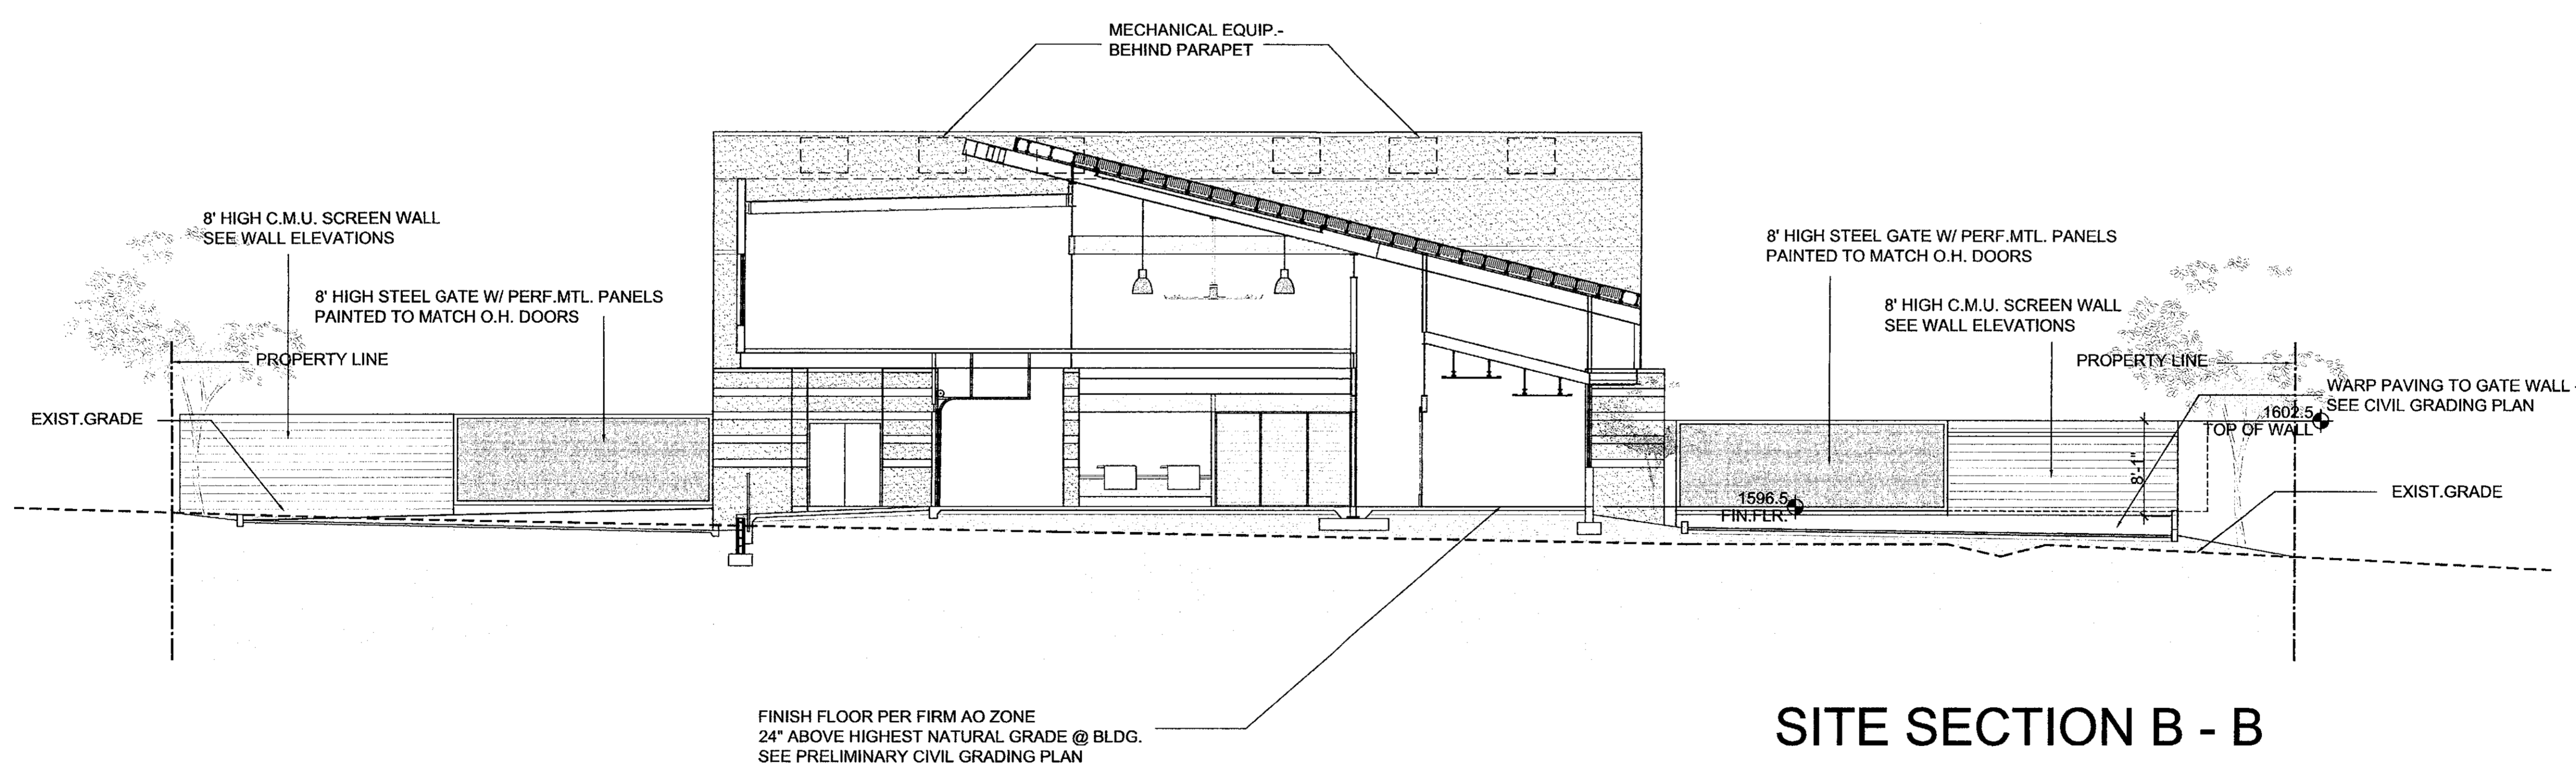 MECHANICAL EQUIP.-
BEHIND PARAPET
8' HIGH C.M.U. SCREEN WALL
SEE WALL ELEVATIONS
8' HIGH STEEL GATE W/ PERF.MTL. PANELS
PAINTED TO MATCH O.H. DOORS
PROPERTY LINE
EXIST.GRADE
8' HIGH STEEL GATE W/ PERF.MTL. PANELS
PAINTED TO MATCH O.H. DOORS
8' HIGH C.M.U. SCREEN WALL
SEE WALL ELEVATIONS
PROPERTY LINE
WARP PAVING TO GATE WALL -
SEE CIVIL GRADING PLAN
1602.5
TOP OF WALL
8'-1"
EXIST.GRADE
1596.5
FIN.FLR.
FINISH FLOOR PER FIRM AO ZONE
24" ABOVE HIGHEST NATURAL GRADE @ BLDG.
SEE PRELIMINARY CIVIL GRADING PLAN
SITE SECTION B - B